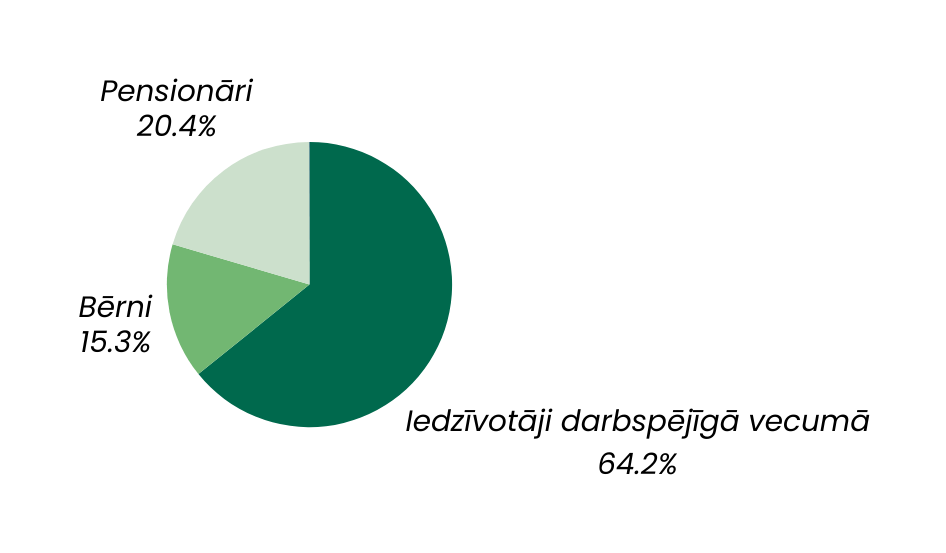 Pensionāri
20.4%
Bērni
15.3%
Iedzīvotāji darbspējīgā vecumā
64.2%